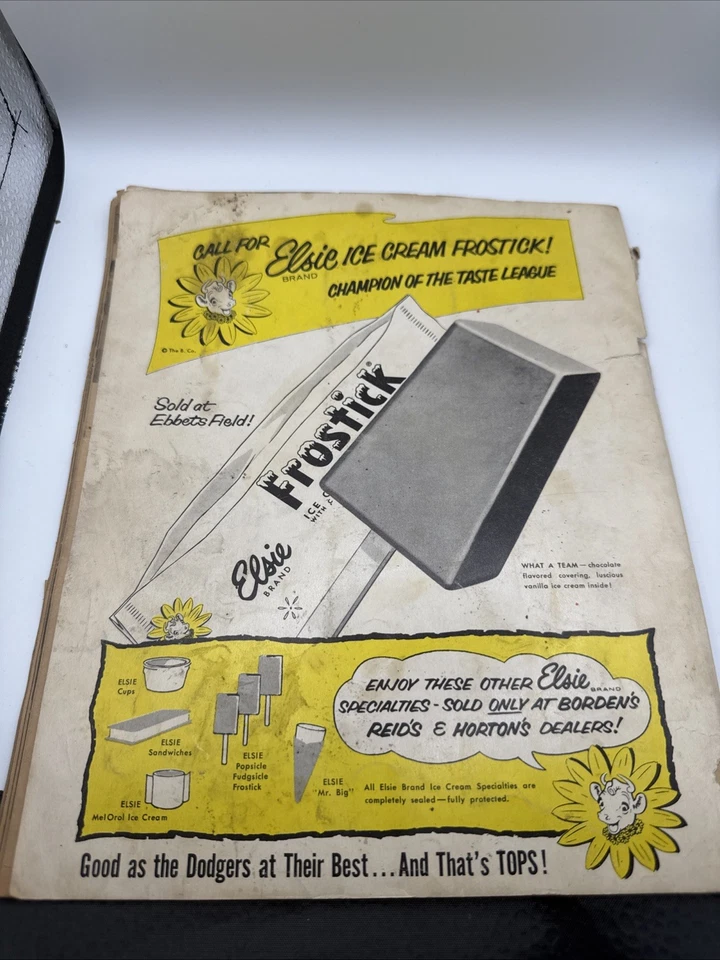 CALL FOR Elsie ICE CREAM FROSTICK!
BRAND
CHAMPION OF THE TASTE LEAGUE
© The B. Co.
Sold at
Ebbets Field!
Frostick®
ICE
WITH
Elsie
BRAND
WHAT A TEAM — chocolate
flavored covering, luscious
vanilla ice cream inside!
ELSIE
Cups
ELSIE
Sandwiches
ELSIE
MelOrol Ice Cream
ELSIE
Popsicle
Fudgsicle
Frostick
ELSIE
"Mr. Big"
ENJOY THESE OTHER Elsie BRAND
SPECIALTIES - SOLD ONLY AT BORDEN'S
REID'S & HORTON'S DEALERS!
All Elsie Brand Ice Cream Specialties are
completely sealed — fully protected.
Good as the Dodgers at Their Best...And That's TOPS!